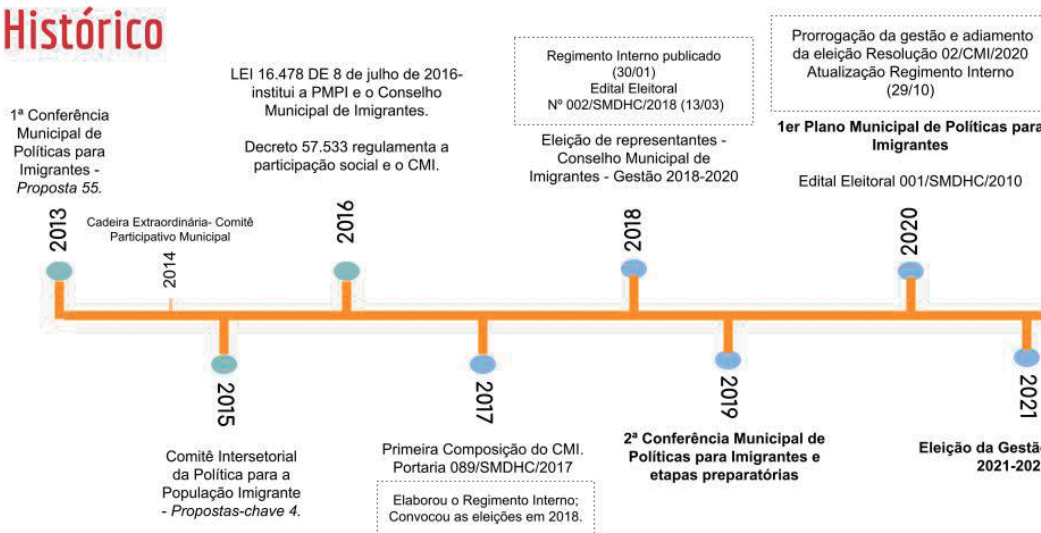 Histórico
1ª Conferência
Municipal de
Políticas para
Imigrantes -
Proposta 55.
2013
Cadeira Extraordinária- Comitê
Participativo Municipal
2014
2015
Comitê Intersetorial
da Política para a
População Imigrante
- Propostas-chave 4.
LEI 16.478 DE 8 de julho de 2016-
institui a PMPI e o Conselho
Municipal de Imigrantes.
Decreto 57.533 regulamenta a
participação social e o CMI.
2016
2017
Primeira Composição do CMI.
Portaria 089/SMDHC/2017
Elaborou o Regimento Interno;
Convocou as eleições em 2018.
Regimento Interno publicado
(30/01)
Edital Eleitoral
Nº 002/SMDHC/2018 (13/03)
Eleição de representantes -
Conselho Municipal de
Imigrantes - Gestão 2018-2020
2018
2019
2ª Conferência Municipal de
Políticas para Imigrantes e
etapas preparatórias
Prorrogação da gestão e adiamento
da eleição Resolução 02/CMI/2020
Atualização Regimento Interno
(29/10)
1er Plano Municipal de Políticas para
Imigrantes
Edital Eleitoral 001/SMDHC/2010
2020
2021
Eleição da Gestão
2021-202